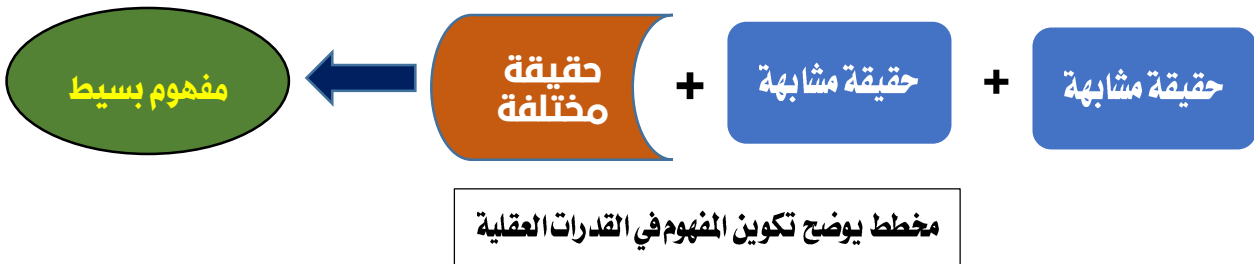 حقيقة مشابهة
+
حقيقة مشابهة
+
حقيقة
مختلفة
مفهوم بسيط
مخطط يوضح تكوين المفهوم في القدرات العقلية